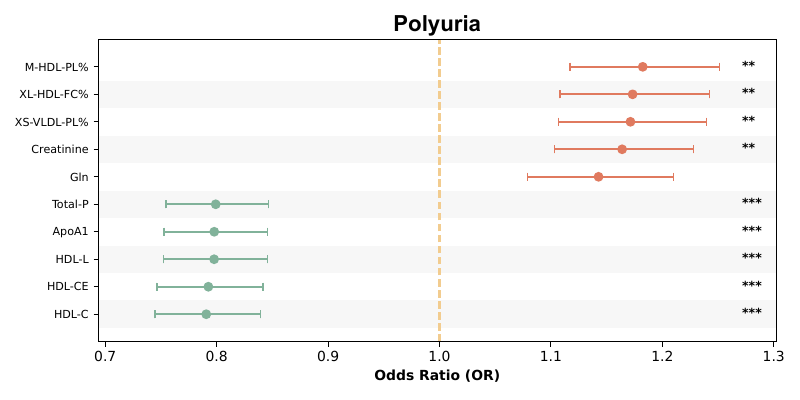 Polyuria
M-HDL-PL% **
XL-HDL-FC% **
XS-VLDL-PL% **
Creatinine **
Gln
Total-P ***
ApoA1 ***
HDL-L ***
HDL-CE ***
HDL-C ***
0.7 0.8 0.9 1.0 1.1 1.2 1.3
Odds Ratio (OR)